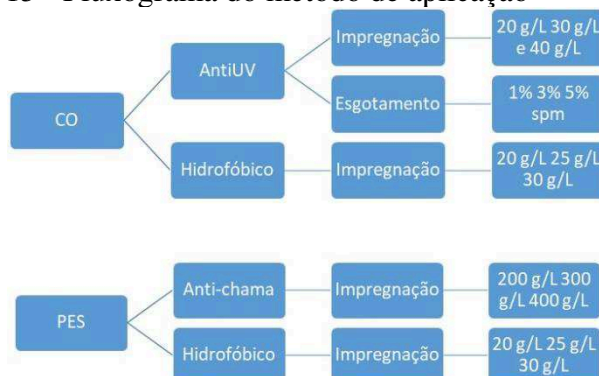 - Fluxograma do método de aplicação
CO
AntiUV
Impregnação
20 g/L 30 g/L
e 40 g/L
Esgotamento
1% 3% 5%
spm
Hidrofóbico
Impregnação
20 g/L 25 g/L
30 g/L
PES
Anti-chama
Impregnação
200 g/L 300
g/L 400 g/L
Hidrofóbico
Impregnação
20 g/L 25 g/L
30 g/L